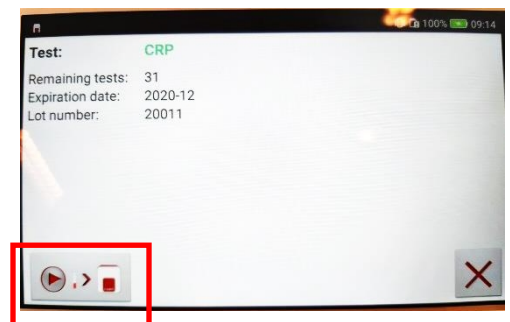 100% 09:14
Test: CRP
Remaining tests: 31
Expiration date: 2020-12
Lot number: 20011